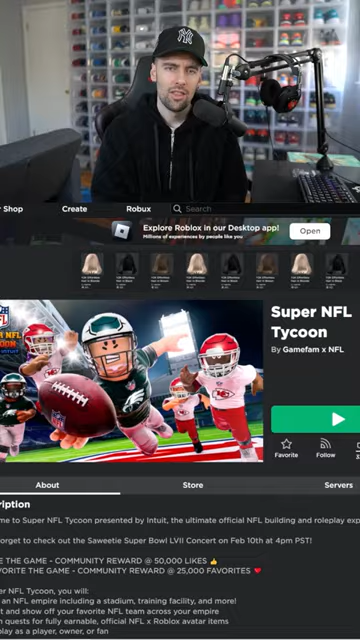 NY
r Shop Create Robux Search
Explore Roblox in our Desktop app!
Millions of experiences by people like you
Open
NFL
Super NFL
Tycoon
By Gamefam x NFL
Favorite Follow
About Store Servers
ription
me to Super NFL Tycoon presented by Intuit, the ultimate official NFL building and roleplay exp
forget to check out the Saweetie Super Bowl LVII Concert on Feb 10th at 4pm PST!
E THE GAME - COMMUNITY REWARD @ 50,000 LIKES 👍
VORITE THE GAME - COMMUNITY REWARD @ 25,000 FAVORITES ❤️
er NFL Tycoon, you will:
an NFL empire including a stadium, training facility, and more!
t and show off your favorite NFL team across your empire
n quests for fully earnable, official NFL x Roblox avatar items
play as a player, owner, or fan